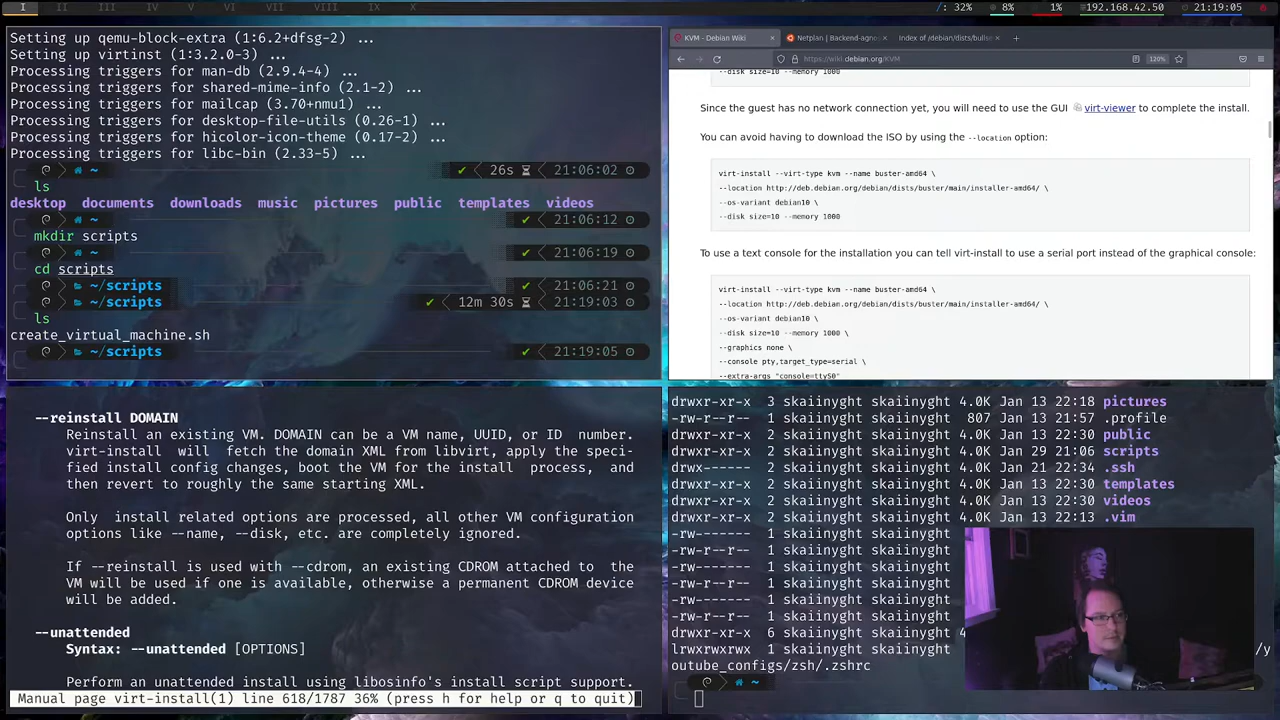 I II III IV V VI VII VIII IX X
/: 32% 8% 1% 192.168.42.50 21:19:05
Setting up qemu-block-extra (1:6.2+dfsg-2) ...
Setting up virtinst (1:3.2.0-3) ...
Processing triggers for man-db (2.9.4-4) ...
Processing triggers for shared-mime-info (2.1-2) ...
Processing triggers for mailcap (3.70+nmu1) ...
Processing triggers for desktop-file-utils (0.26-1) ...
Processing triggers for hicolor-icon-theme (0.17-2) ...
Processing triggers for libc-bin (2.33-5) ...
~ ✔ 26s 21:06:02
ls
desktop documents downloads music pictures public templates videos
~ ✔ 21:06:12
mkdir scripts
~ ✔ 21:06:19
cd scripts
~/scripts ✔ 21:06:21
~/scripts ✔ 12m 30s 21:19:03
ls
create_virtual_machine.sh
~/scripts ✔ 21:19:05
KVM - Debian Wiki
Netplan | Backend-agno
Index of /debian/dists/bulls
https://wiki.debian.org/KVM
120%
--disk size=10 --memory 1000
Since the guest has no network connection yet, you will need to use the GUI virt-viewer to complete the install.
You can avoid having to download the ISO by using the --location option:
virt-install --virt-type kvm --name buster-amd64 \
--location http://deb.debian.org/debian/dists/buster/main/installer-amd64/ \
--os-variant debian10 \
--disk size=10 --memory 1000
To use a text console for the installation you can tell virt-install to use a serial port instead of the graphical console:
virt-install --virt-type kvm --name buster-amd64 \
--location http://deb.debian.org/debian/dists/buster/main/installer-amd64/ \
--os-variant debian10 \
--disk size=10 --memory 1000 \
--graphics none \
--console pty,target_type=serial \
--extra-args "console=ttyS0"
--reinstall DOMAIN
Reinstall an existing VM. DOMAIN can be a VM name, UUID, or ID number.
virt-install will fetch the domain XML from libvirt, apply the speci-
fied install config changes, boot the VM for the install process, and
then revert to roughly the same starting XML.
Only install related options are processed, all other VM configuration
options like --name, --disk, etc. are completely ignored.
If --reinstall is used with --cdrom, an existing CDROM attached to the
VM will be used if one is available, otherwise a permanent CDROM device
will be added.
--unattended
Syntax: --unattended [OPTIONS]
Perform an unattended install using libosinfo's install script support.
Manual page virt-install(1) line 618/1787 36% (press h for help or q to quit)
drwxr-xr-x 3 skaiinyght skaiinyght 4.0K Jan 13 22:18 pictures
-rw-r--r-- 1 skaiinyght skaiinyght 807 Jan 13 21:57 .profile
drwxr-xr-x 2 skaiinyght skaiinyght 4.0K Jan 13 22:30 public
drwxr-xr-x 2 skaiinyght skaiinyght 4.0K Jan 29 21:06 scripts
drwx------ 2 skaiinyght skaiinyght 4.0K Jan 21 22:34 .ssh
drwxr-xr-x 2 skaiinyght skaiinyght 4.0K Jan 13 22:30 templates
drwxr-xr-x 2 skaiinyght skaiinyght 4.0K Jan 13 22:30 videos
drwxr-xr-x 2 skaiinyght skaiinyght 4.0K Jan 13 22:13 .vim
-rw------- 1 skaiinyght skaiinyght
-rw-r--r-- 1 skaiinyght skaiinyght
-rw-r--r-- 1 skaiinyght skaiinyght
-rw-r--r-- 1 skaiinyght skaiinyght
-rw------- 1 skaiinyght skaiinyght
-rw-r--r-- 1 skaiinyght skaiinyght
drwxr-xr-x 6 skaiinyght skaiinyght 4
lrwxrwxrwx 1 skaiinyght skaiinyght /y
outube_configs/zsh/.zshrc
~